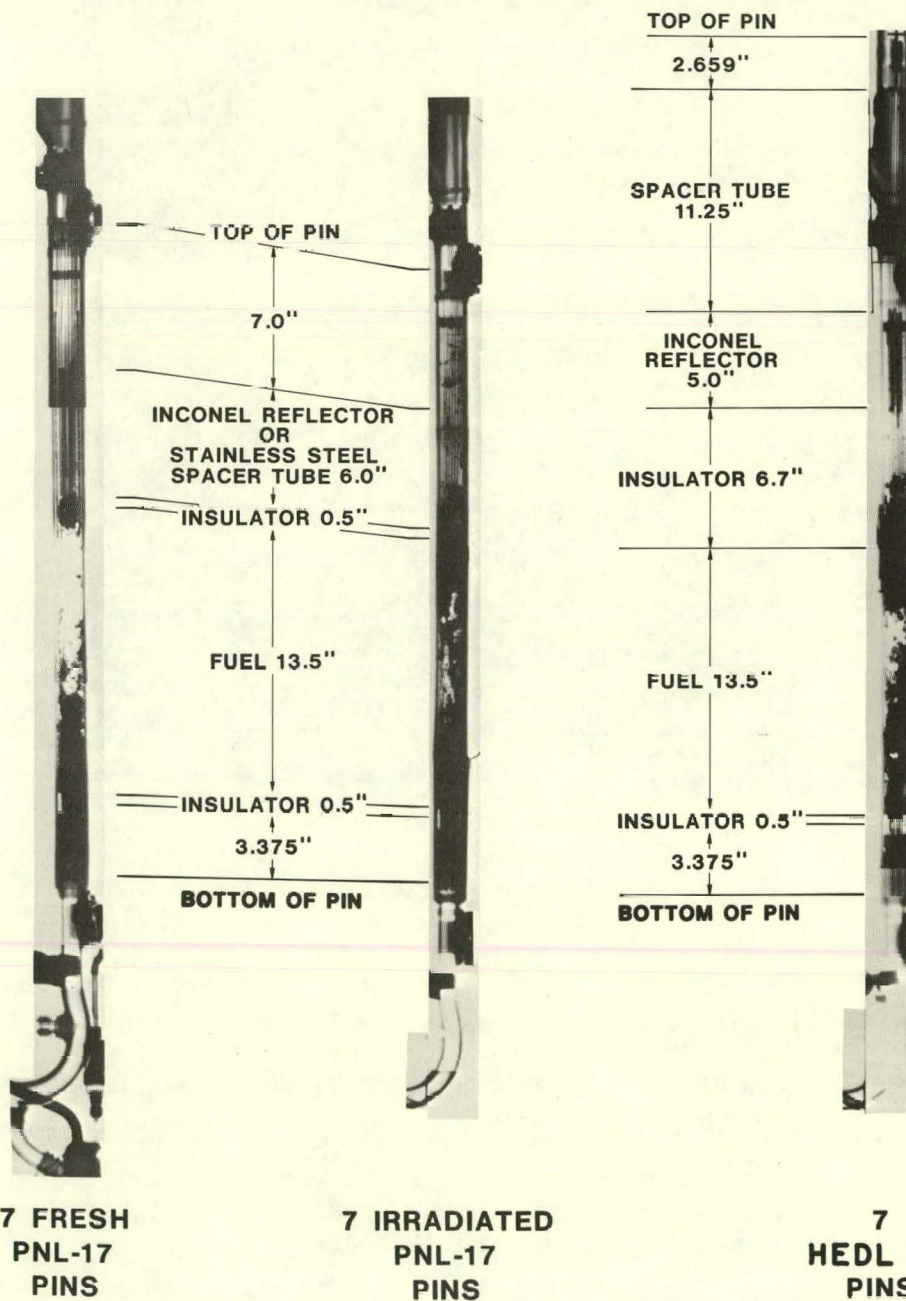 TOP OF PIN
7.0"
INCONEL REFLECTOR
OR
STAINLESS STEEL
SPACER TUBE 6.0"
INSULATOR 0.5"
FUEL 13.5"
INSULATOR 0.5"
3.375"
BOTTOM OF PIN
TOP OF PIN
2.659"
SPACER TUBE
11.25"
INCONEL
REFLECTOR
5.0"
INSULATOR 6.7"
FUEL 13.5"
INSULATOR 0.5"
3.375"
BOTTOM OF PIN
7 FRESH
PNL-17
PINS
7 IRRADIATED
PNL-17
PINS
7
HEDL
PINS